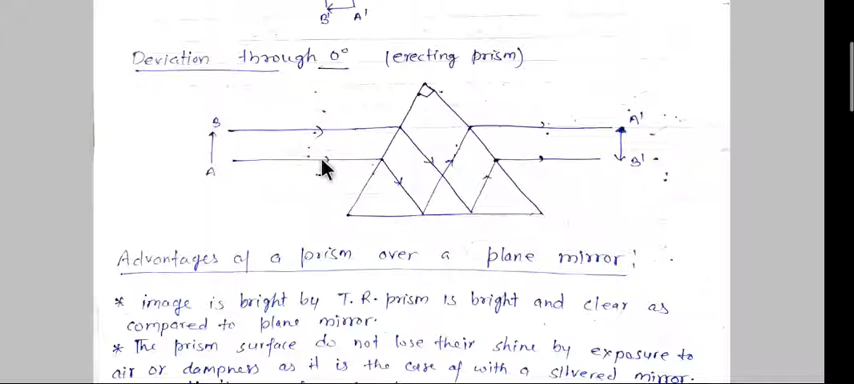 B' A'
Deviation through 0° (erecting prism)
B A'
A B'
Advantages of a prism over a plane mirror:
* image is bright by T.R. prism is bright and clear as
compared to plane mirror.
* The prism surface do not lose their shine by exposure to
air or dampness as it is the case of with a silvered mirror.